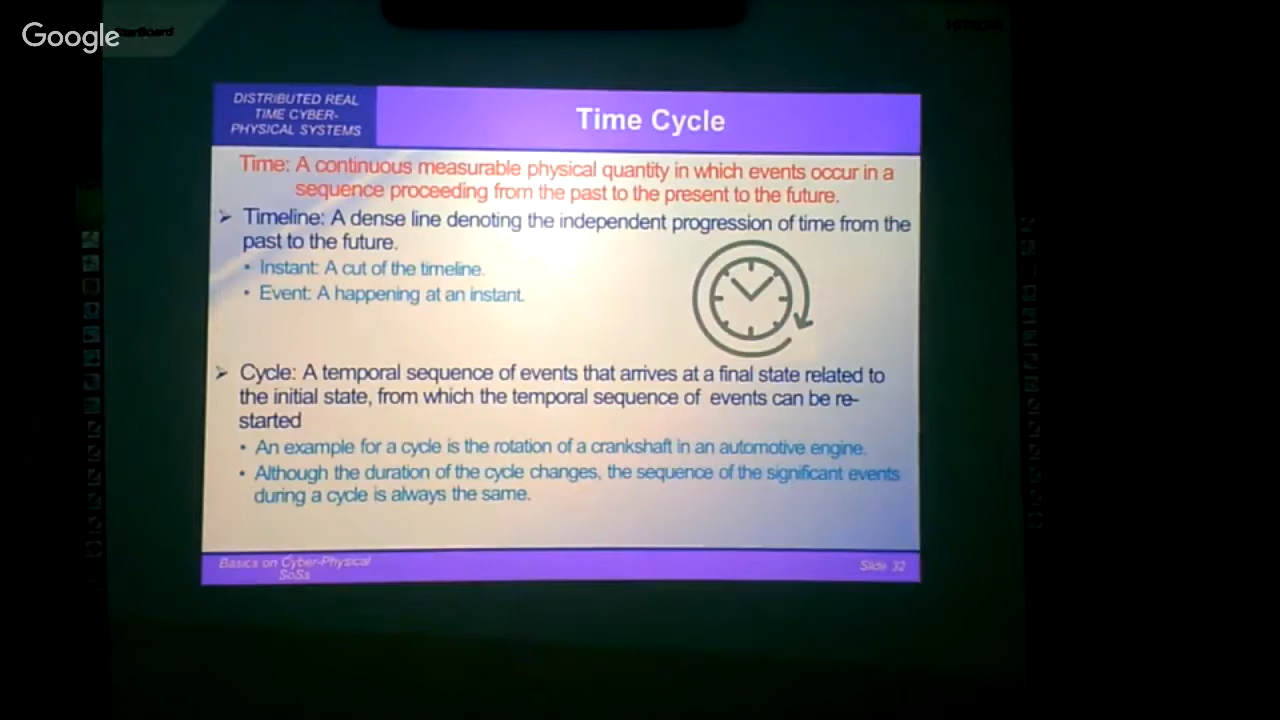 Google
StarBoard
HITACHI
DISTRIBUTED REAL
TIME CYBER-
PHYSICAL SYSTEMS
Time Cycle
Time: A continuous measurable physical quantity in which events occur in a
sequence proceeding from the past to the present to the future.
➢ Timeline: A dense line denoting the independent progression of time from the
past to the future.
• Instant: A cut of the timeline.
• Event: A happening at an instant.
➢ Cycle: A temporal sequence of events that arrives at a final state related to
the initial state, from which the temporal sequence of events can be re-
started
• An example for a cycle is the rotation of a crankshaft in an automotive engine.
• Although the duration of the cycle changes, the sequence of the significant events
during a cycle is always the same.
Basics on Cyber-Physical
SoSs
Slide 32